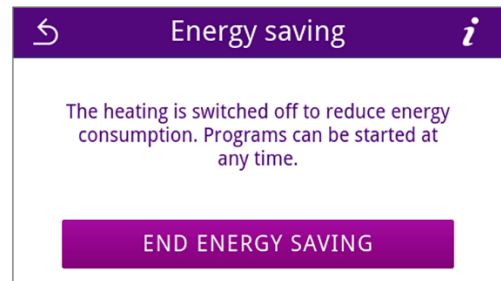 Energy saving i
The heating is switched off to reduce energy
consumption. Programs can be started at
any time.
END ENERGY SAVING